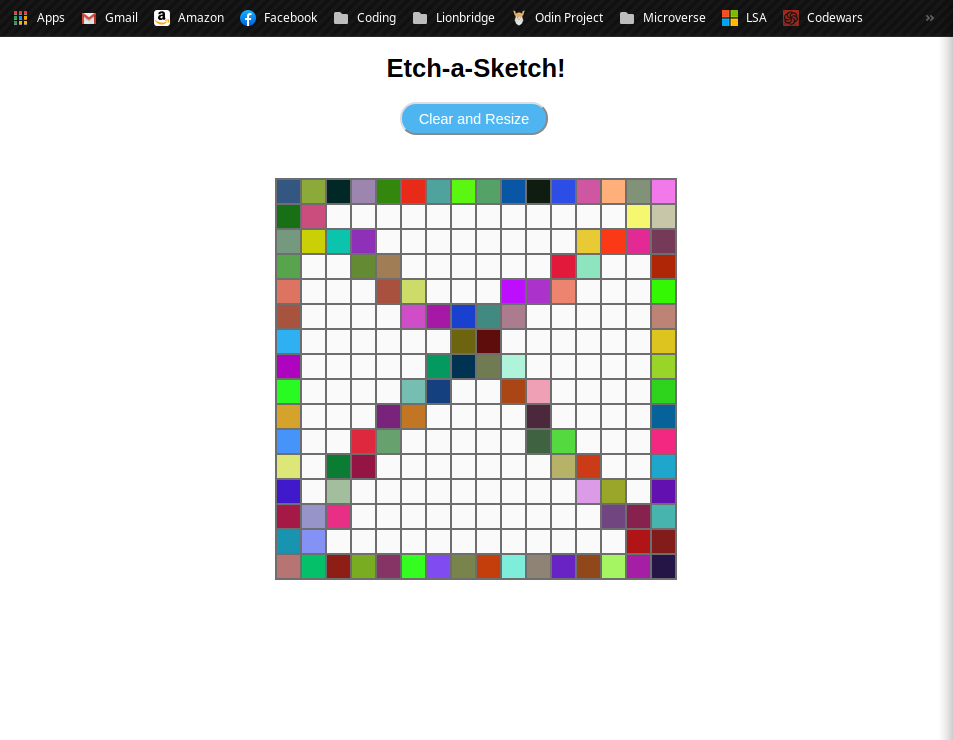 Apps Gmail Amazon Facebook Coding Lionbridge Odin Project Microverse LSA Codewars »
Etch-a-Sketch!
Clear and Resize